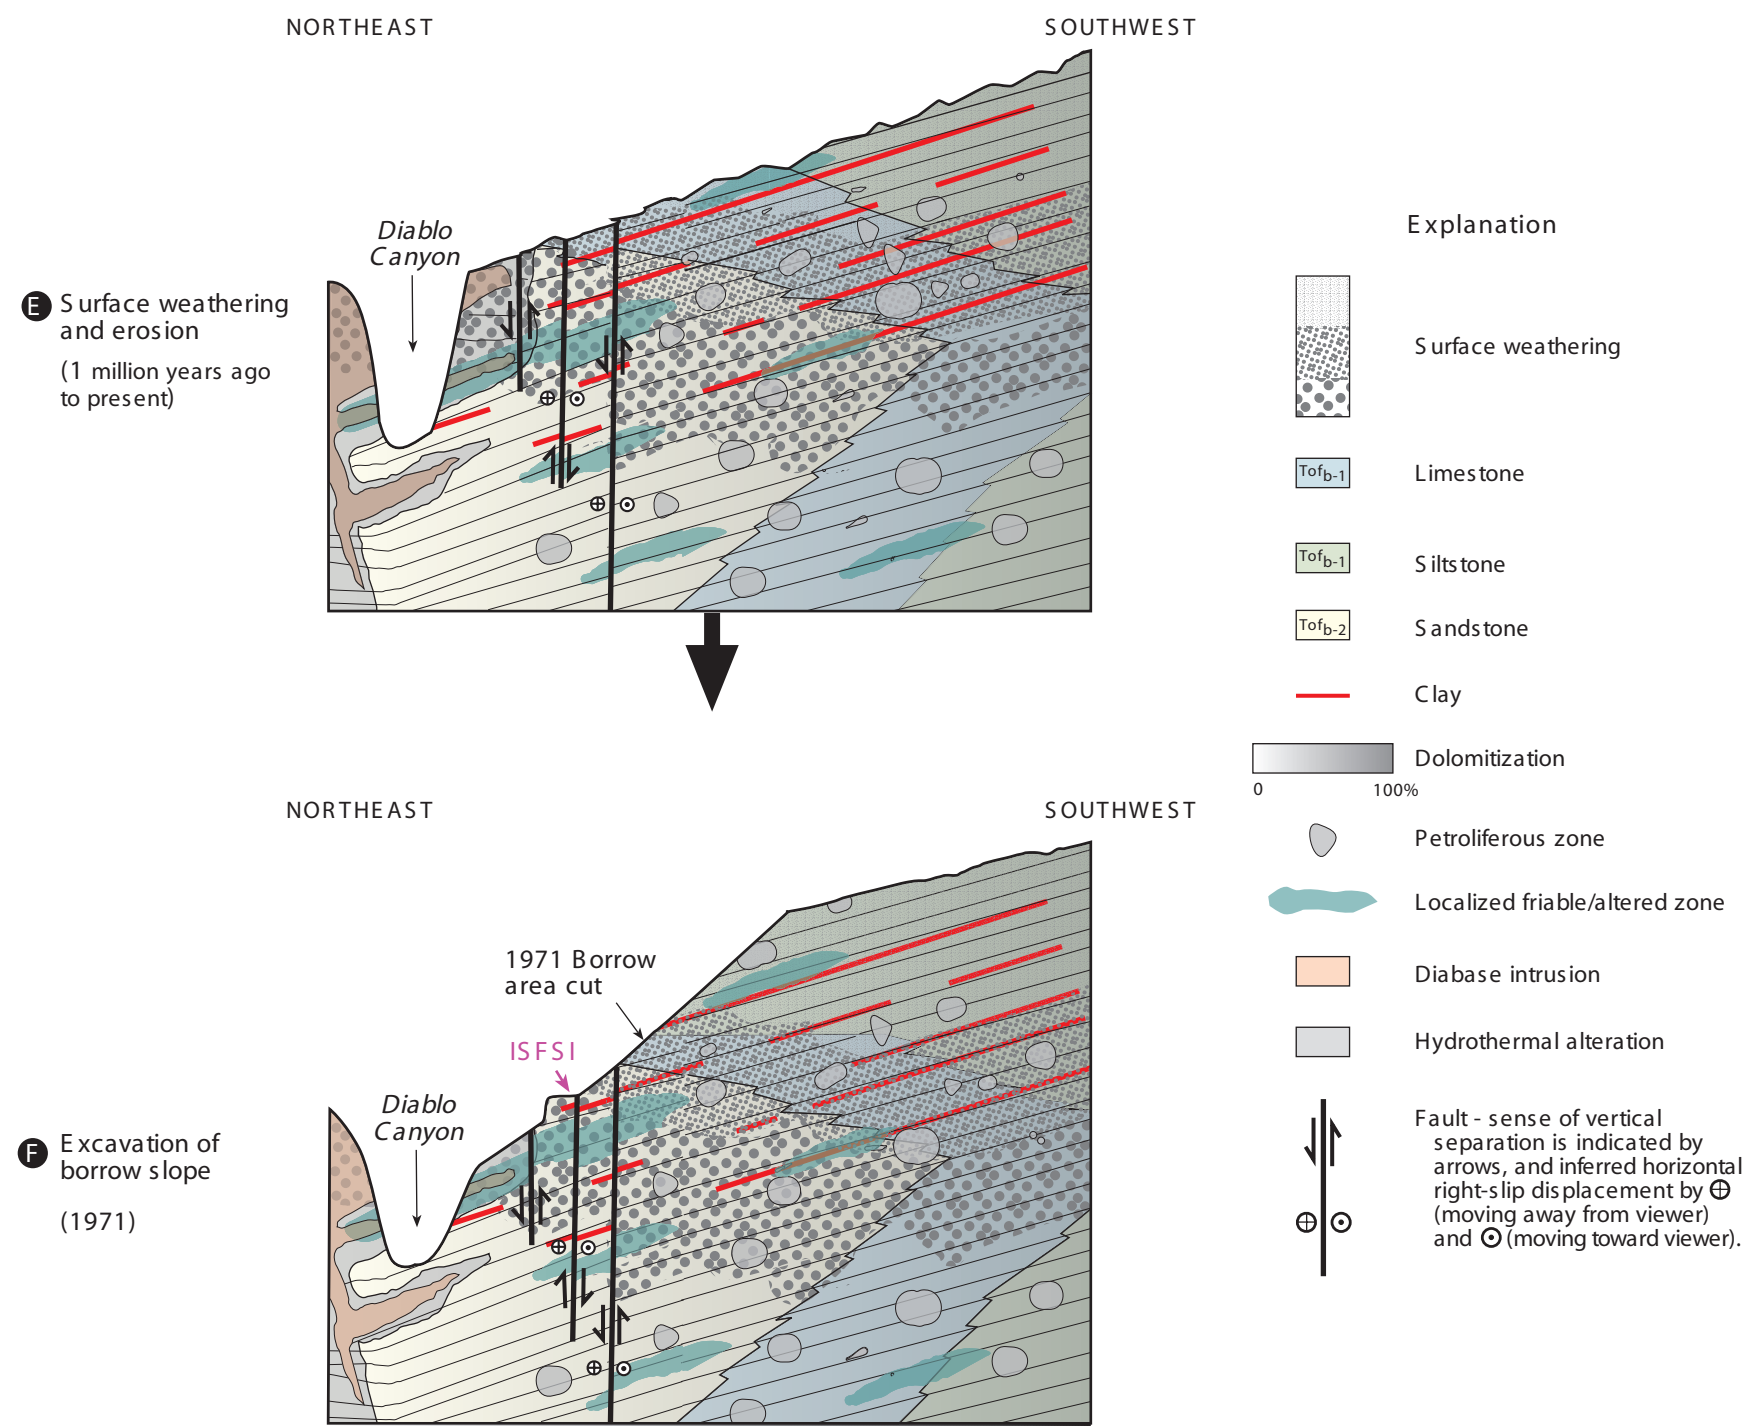 NORTHEAST
SOUTHWEST
Diablo
Canyon
E Surface weathering
and erosion
(1 million years ago
to present)
NORTHEAST
SOUTHWEST
1971 Borrow
area cut
ISFSI
Diablo
Canyon
F Excavation of
borrow slope
(1971)
Explanation
Surface weathering
Tofb-1 Limestone
Tofb-1 Siltstone
Tofb-2 Sandstone
Clay
Dolomitization
0 100%
Petroliferous zone
Localized friable/altered zone
Diabase intrusion
Hydrothermal alteration
Fault - sense of vertical
separation is indicated by
arrows, and inferred horizontal
right-slip displacement by ⊕
(moving away from viewer)
and ⊙ (moving toward viewer).